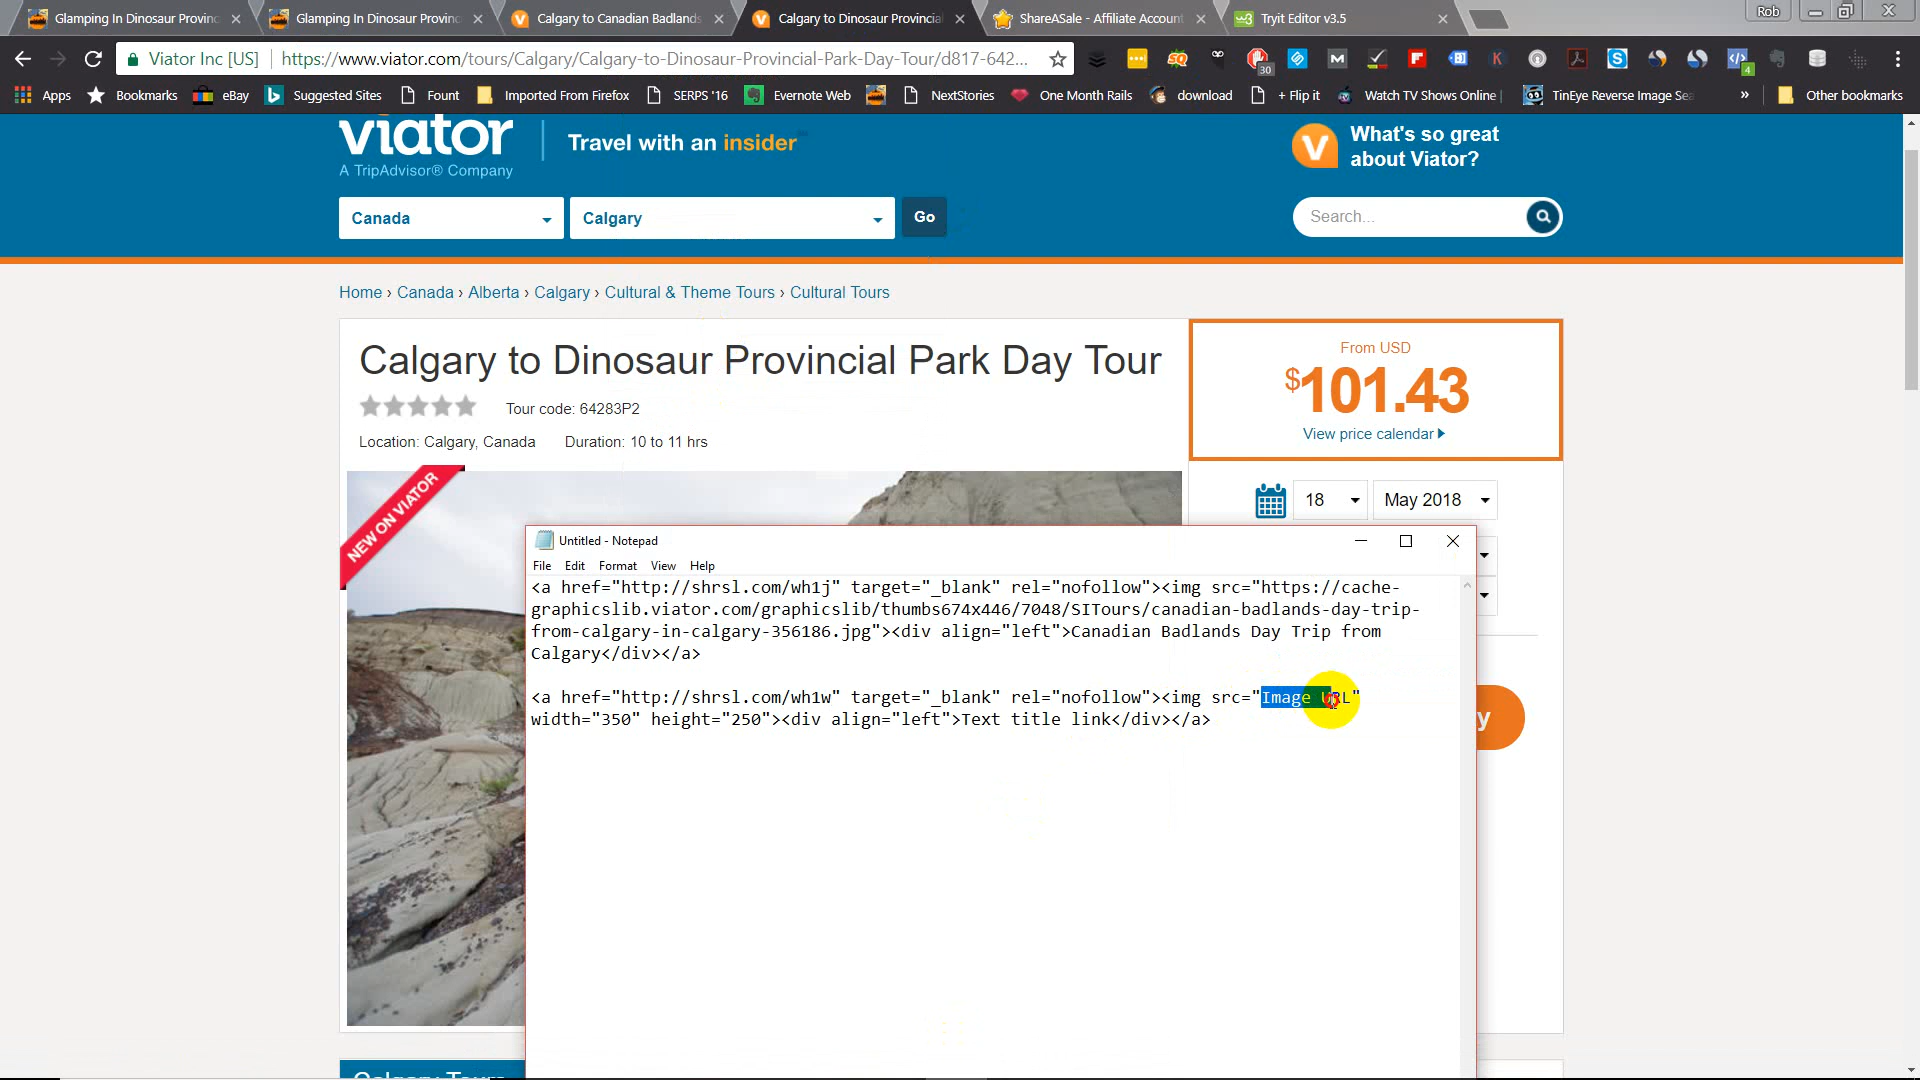 Glamping In Dinosaur Provinc
Glamping In Dinosaur Provinc
Calgary to Canadian Badlands
Calgary to Dinosaur Provincial
ShareASale - Affiliate Account
Tryit Editor v3.5
Rob
Viator Inc [US]
https://www.viator.com/tours/Calgary/Calgary-to-Dinosaur-Provincial-Park-Day-Tour/d817-642...
30
4
Apps
Bookmarks
eBay
Suggested Sites
Fount
Imported From Firefox
SERPS '16
Evernote Web
NextStories
One Month Rails
download
+ Flip it
Watch TV Shows Online
TinEye Reverse Image Sea
»
Other bookmarks
viator
A TripAdvisor® Company
Travel with an insider
What's so great
about Viator?
Canada
Calgary
Go
Search...
Home › Canada › Alberta › Calgary › Cultural & Theme Tours › Cultural Tours
Calgary to Dinosaur Provincial Park Day Tour
Tour code: 64283P2
Location: Calgary, Canada
Duration: 10 to 11 hrs
From USD
$101.43
View price calendar
18
May 2018
NEW ON VIATOR
Untitled - Notepad
File Edit Format View Help
<a href="http://shrsl.com/wh1j" target="_blank" rel="nofollow"><img src="https://cache-
graphicslib.viator.com/graphicslib/thumbs674x446/7048/SITours/canadian-badlands-day-trip-
from-calgary-in-calgary-356186.jpg"><div align="left">Canadian Badlands Day Trip from
Calgary</div></a>
<a href="http://shrsl.com/wh1w" target="_blank" rel="nofollow"><img src="Image URL"
width="350" height="250"><div align="left">Text title link</div></a>